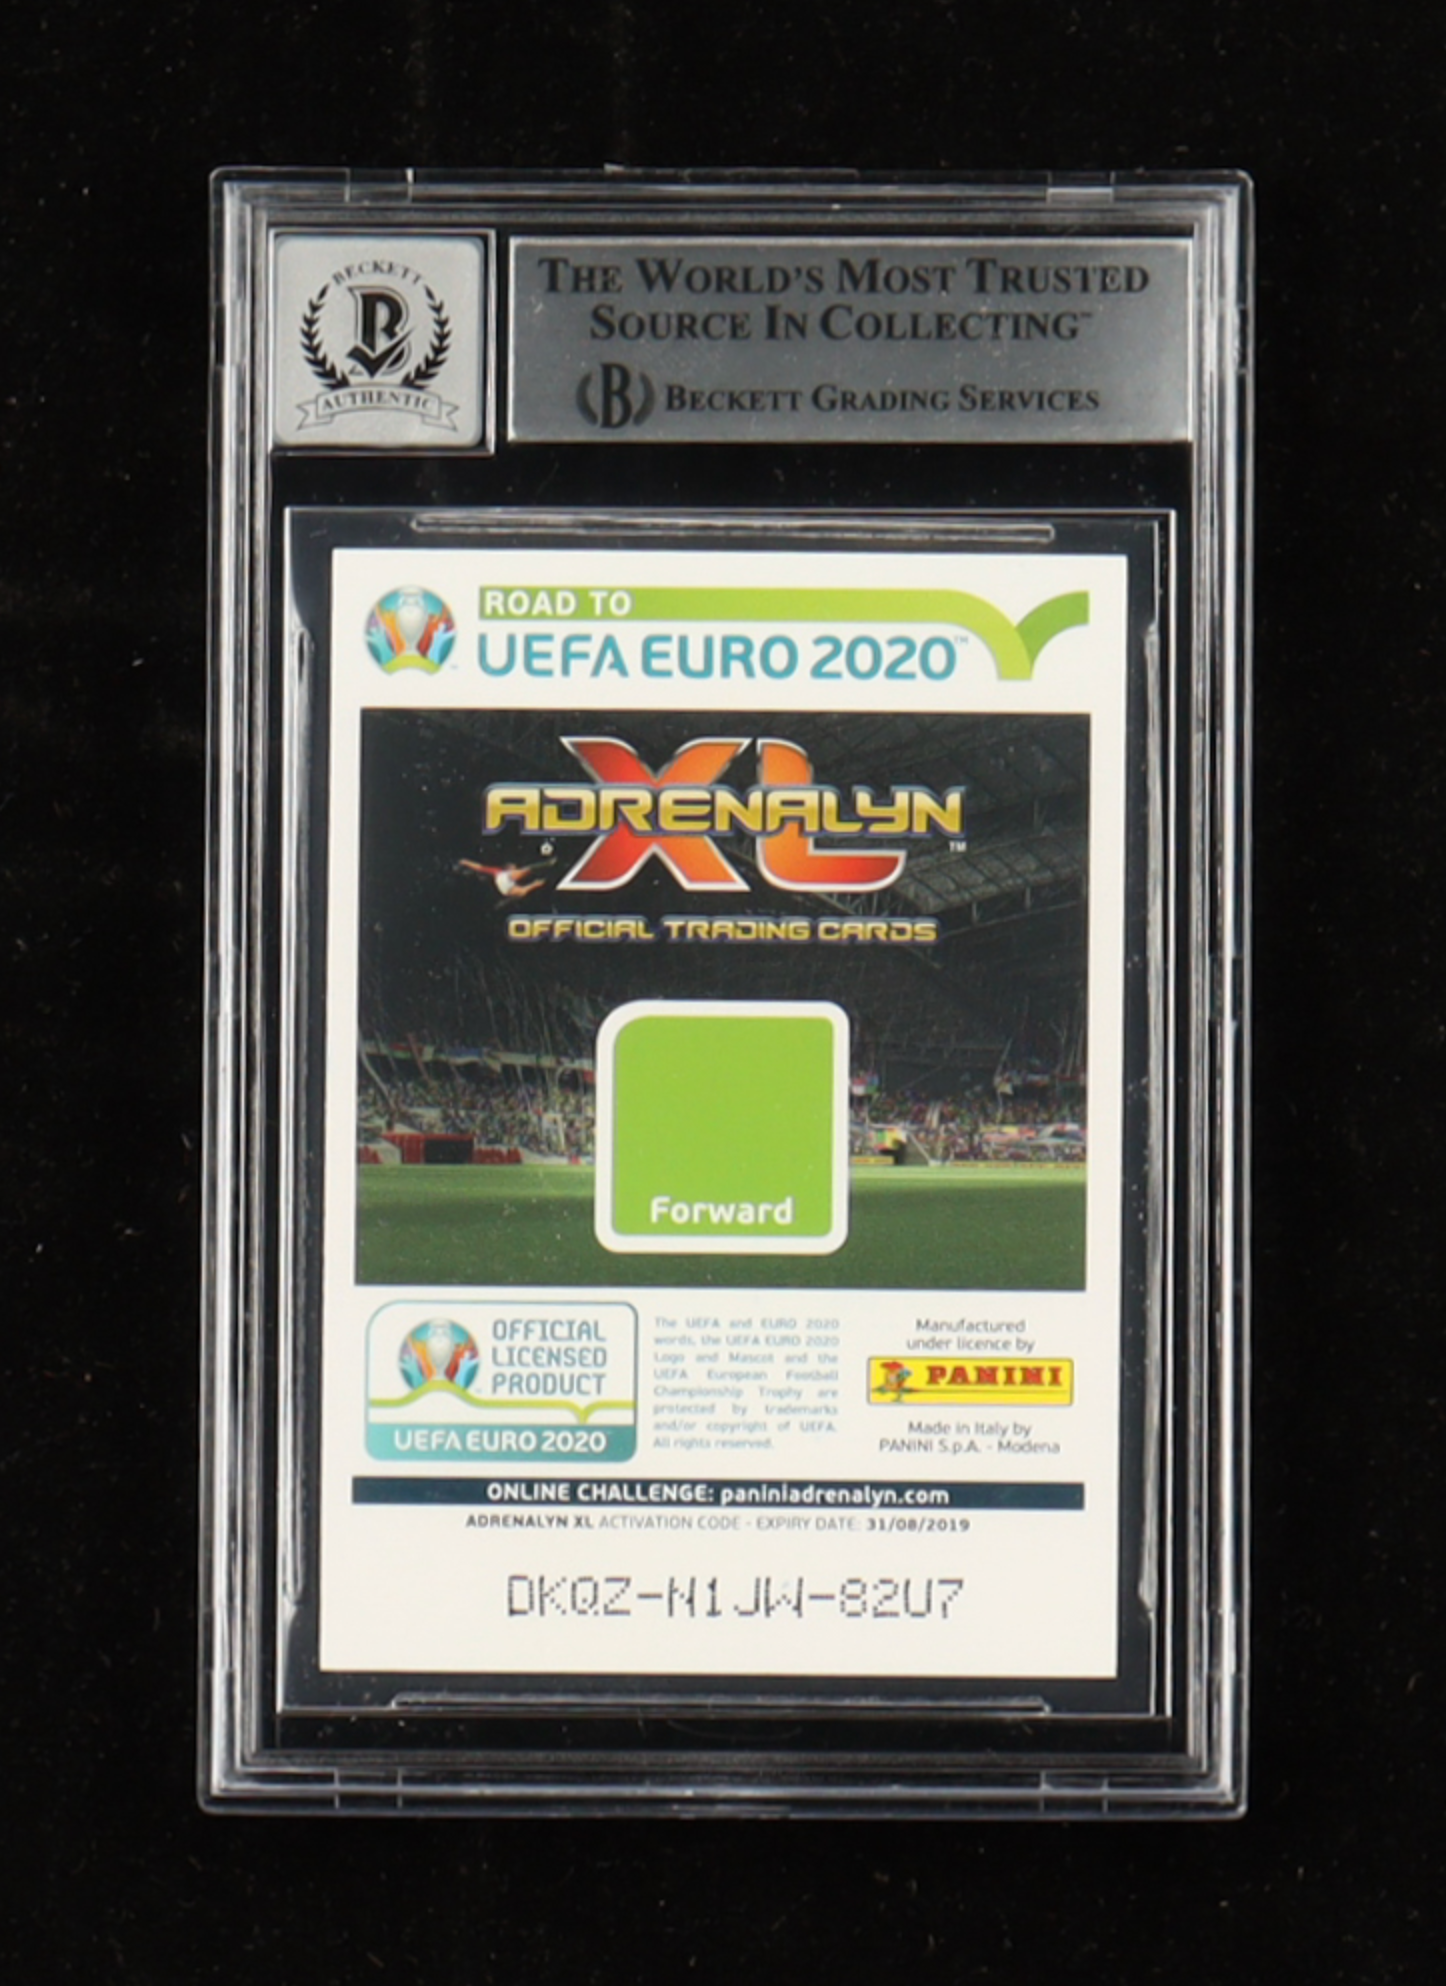 BECKETT
B
AUTHENTIC
THE WORLD'S MOST TRUSTED
SOURCE IN COLLECTING™
B BECKETT GRADING SERVICES
ROAD TO
UEFA EURO 2020™
ADRENALYN XL™
OFFICIAL TRADING CARDS
Forward
OFFICIAL
LICENSED
PRODUCT
UEFA EURO 2020
The UEFA and EURO 2020
words, the UEFA EURO 2020
Logo and Mascot and the
UEFA European Football
Championship Trophy are
protected by trademarks
and/or copyright of UEFA.
All rights reserved.
Manufactured
under licence by
PANINI
Made in Italy by
PANINI S.p.A. - Modena
ONLINE CHALLENGE: paniniadrenalyn.com
ADRENALYN XL ACTIVATION CODE - EXPIRY DATE: 31/08/2019
DKQZ-N1JW-82U7